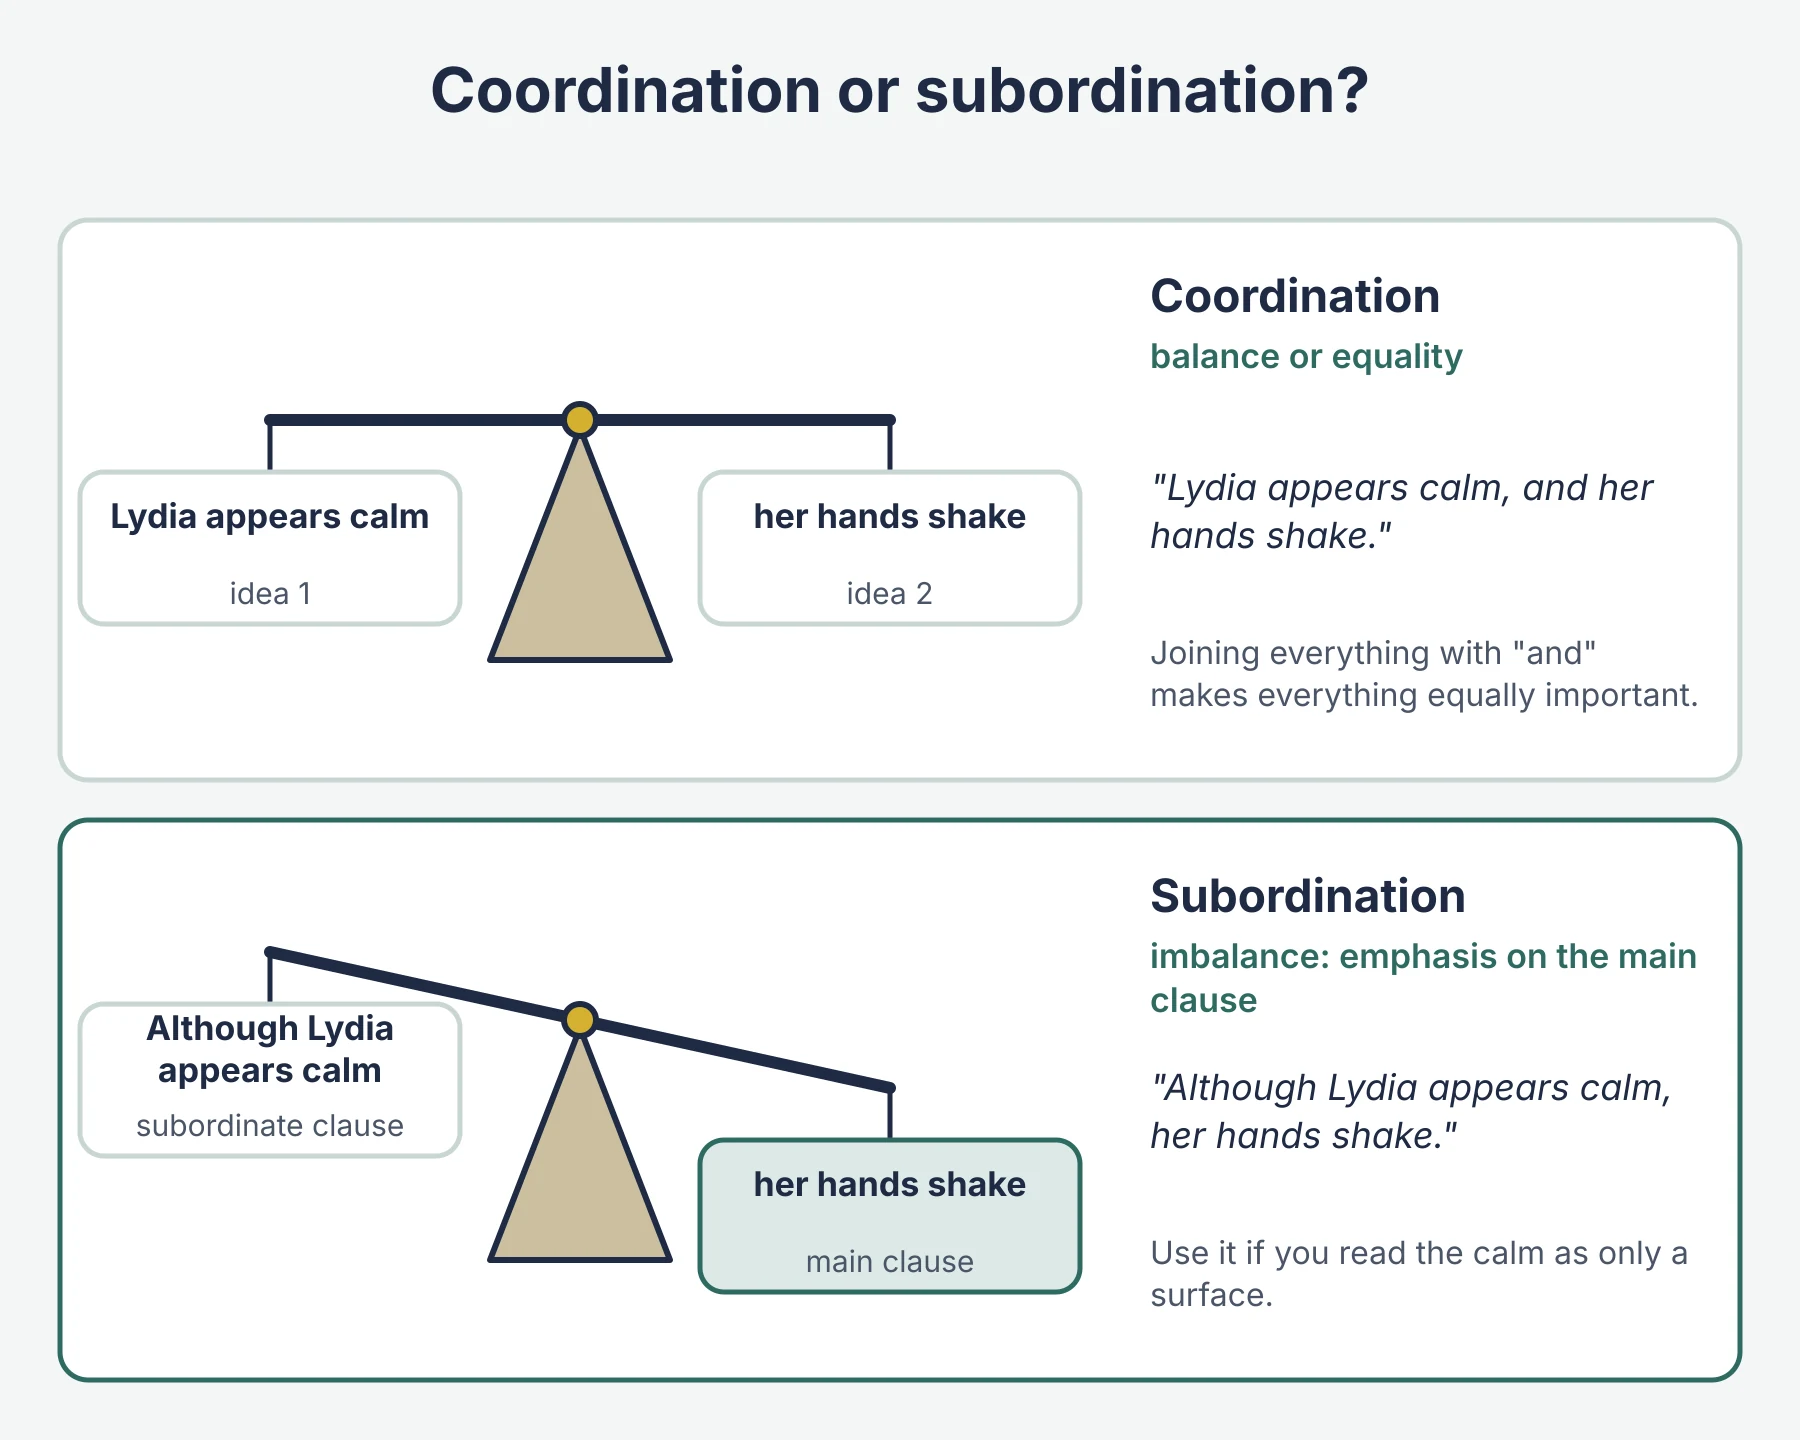 Coordination or subordination?
Coordination
balance or equality
Lydia appears calm
idea 1
her hands shake
idea 2
"Lydia appears calm, and her
hands shake."
Joining everything with "and"
makes everything equally important.
Subordination
imbalance: emphasis on the main
clause
Although Lydia
appears calm
subordinate clause
her hands shake
main clause
"Although Lydia appears calm,
her hands shake."
Use it if you read the calm as only a
surface.